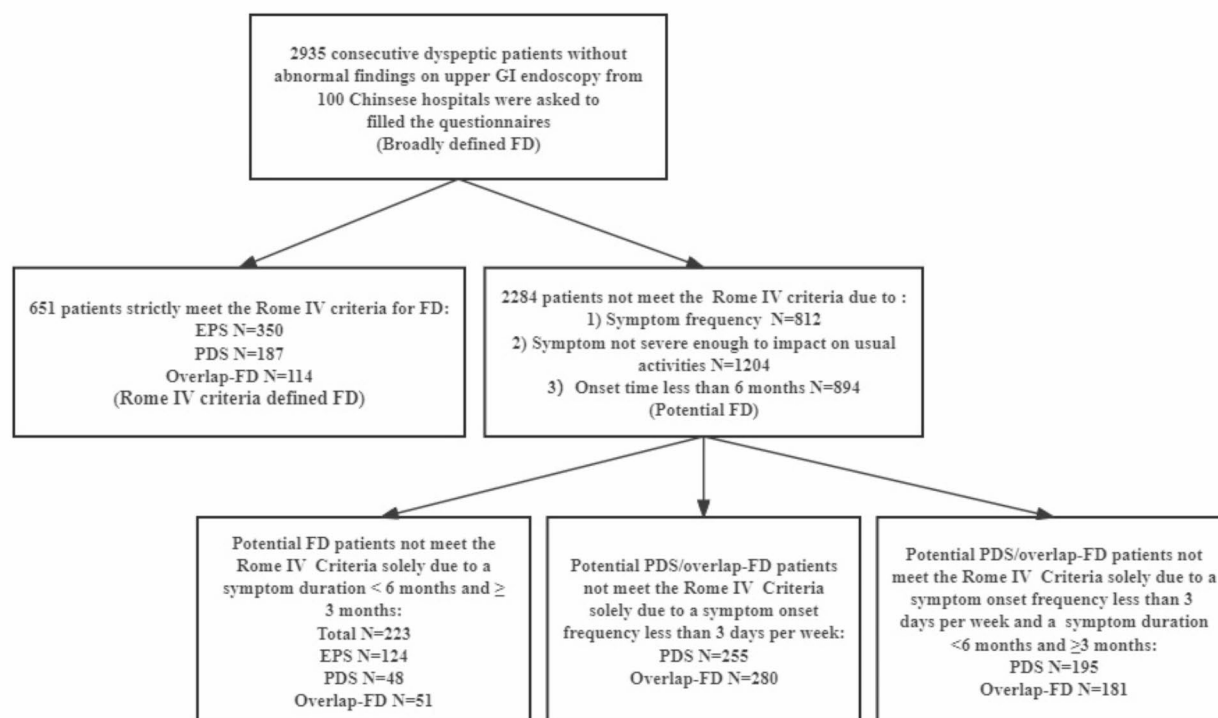 2935 consecutive dyspeptic patients without
abnormal findings on upper GI endoscopy from
100 Chinsese hospitals were asked to
filled the questionnaires
(Broadly defined FD)
651 patients strictly meet the Rome IV criteria for FD:
EPS N=350
PDS N=187
Overlap-FD N=114
(Rome IV criteria defined FD)
2284 patients not meet the Rome IV criteria due to :
1) Symptom frequency N=812
2) Symptom not severe enough to impact on usual
activities N=1204
3) Onset time less than 6 months N=894
(Potential FD)
Potential FD patients not meet the
Rome IV Criteria solely due to a
symptom duration < 6 months and ≥
3 months:
Total N=223
EPS N=124
PDS N=48
Overlap-FD N=51
Potential PDS/overlap-FD patients
not meet the Rome IV Criteria
solely due to a symptom onset
frequency less than 3 days per week:
PDS N=255
Overlap-FD N=280
Potential PDS/overlap-FD patients not
meet the Rome IV Criteria solely due to a
symptom onset frequency less than 3
days per week and a symptom duration
<6 months and ≥3 months:
PDS N=195
Overlap-FD N=181